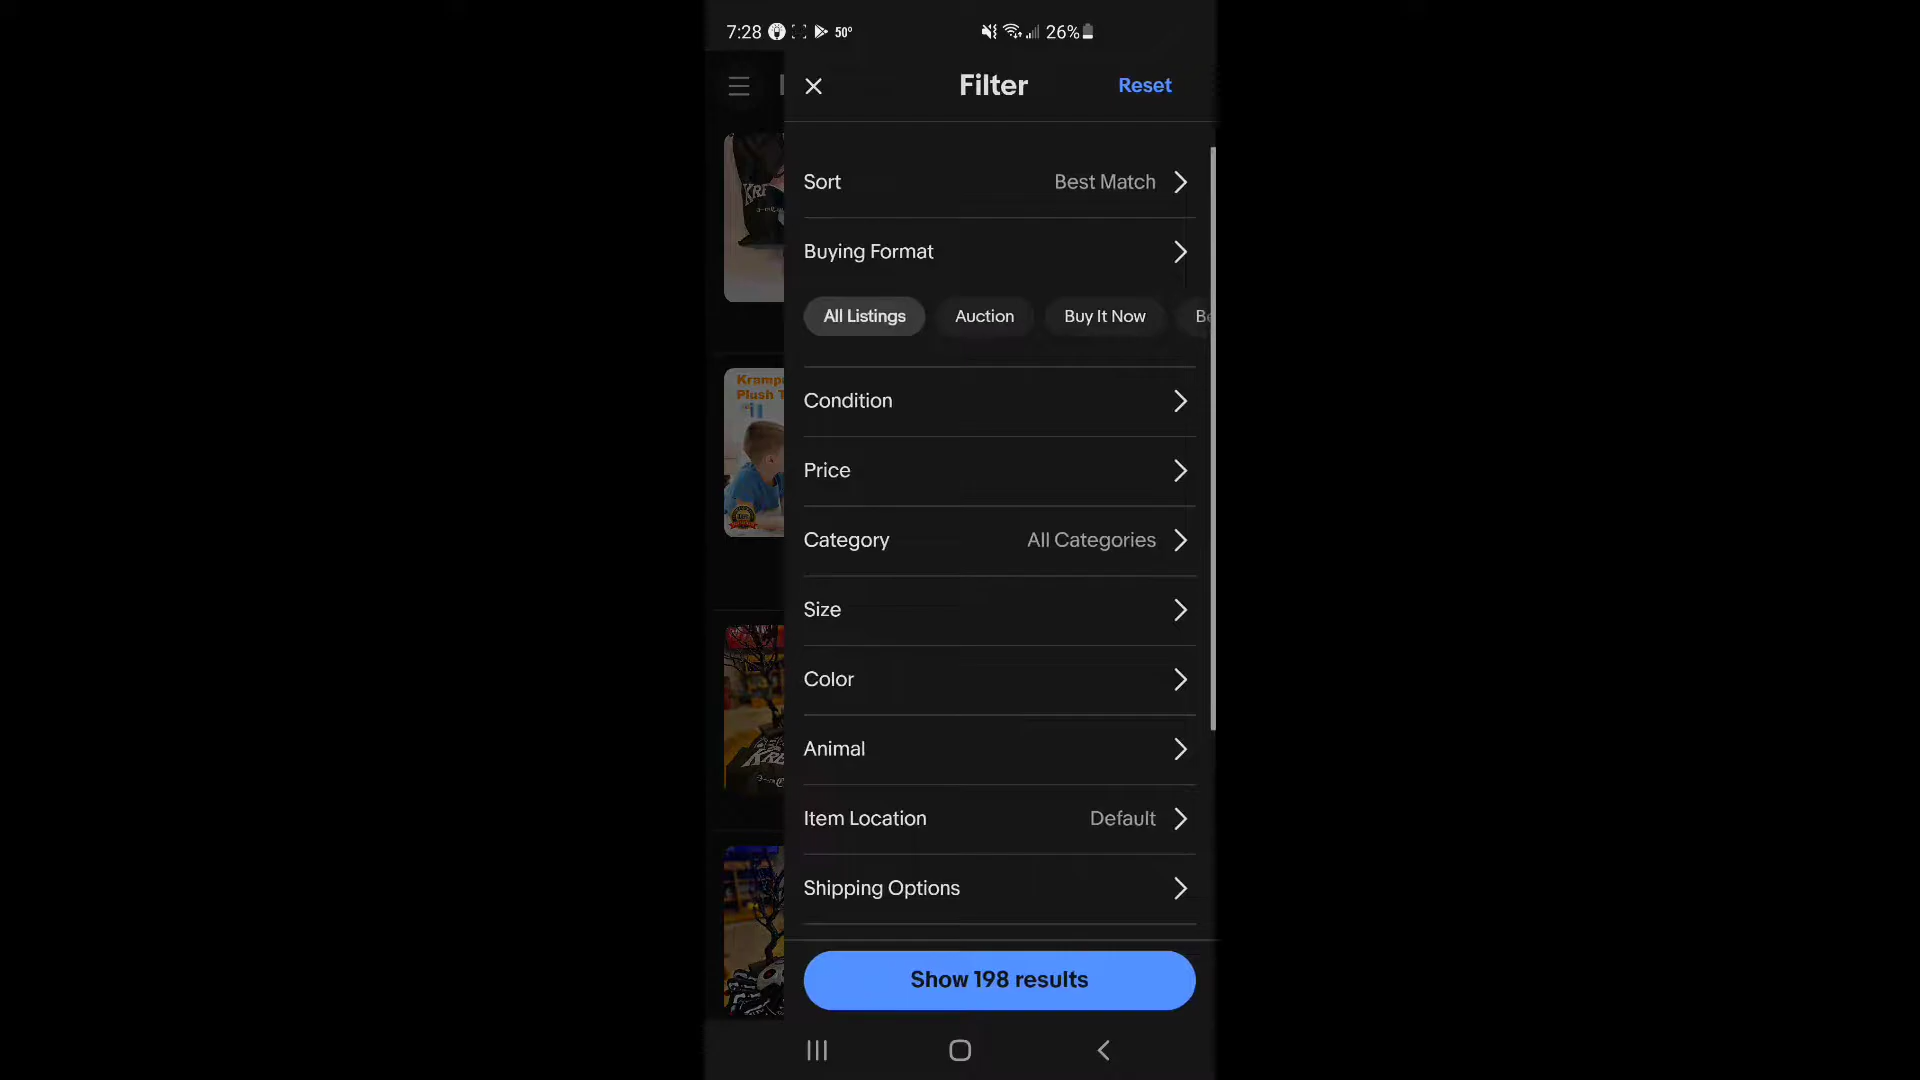 7:28 50° 26%
Filter
Reset
Sort
Best Match
Buying Format
All Listings
Auction
Buy It Now
Krampu
Plush T
Condition
Price
Category
All Categories
Size
Color
Animal
Item Location
Default
Shipping Options
Show 198 results